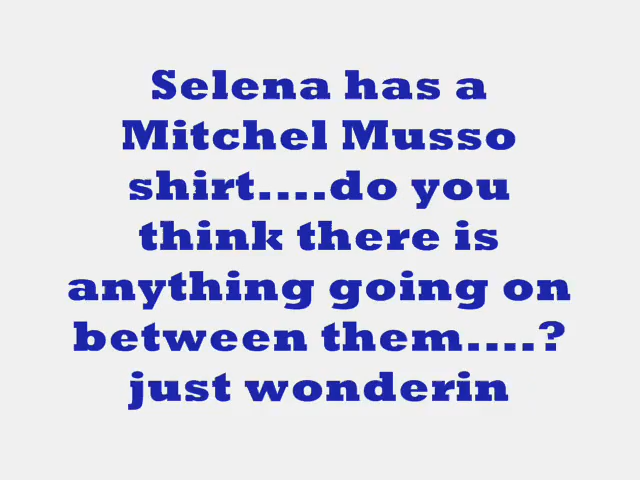 Selena has a
Mitchel Musso
shirt....do you
think there is
anything going on
between them....?
just wonderin